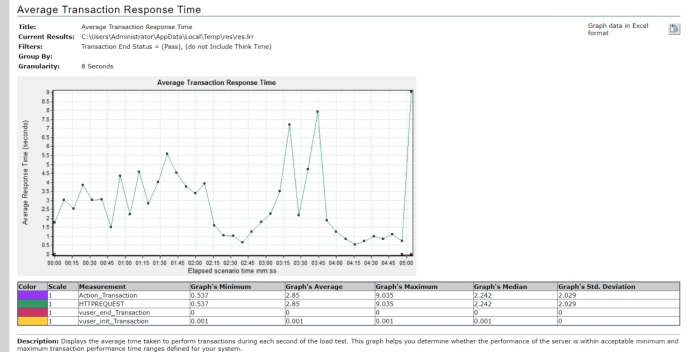 Average Transaction Response Time
Title: Average Transaction Response Time
Graph data in Excel format
Current Results: C:\Users\Administrator\AppData\Local\Temp\res\res.lrr
Filters: Transaction End Status = (Pass), (do not include Think Time)
Group By:
Granularity: 8 Seconds
Average Transaction Response Time
Average Response Time (seconds)
9
8.5
8
7.5
7
6.5
6
5.5
5
4.5
4
3.5
3
2.5
2
1.5
1
0.5
0
00:00 00:15 00:30 00:45 01:00 01:15 01:30 01:45 02:00 02:15 02:30 02:45 03:00 03:15 03:30 03:45 04:00 04:15 04:30 04:45 05:00
Elapsed scenario time mm:ss
Color Scale Measurement Graph's Minimum Graph's Average Graph's Maximum Graph's Median Graph's Std. Deviation
1 Action_Transaction 0.537 2.85 9.035 2.242 2.029
1 HTTPREQUEST 0.537 2.85 9.035 2.242 2.029
1 vuser_end_Transaction 0 0 0 0 0
1 vuser_init_Transaction 0.001 0.001 0.001 0.001 0
Description: Displays the average time taken to perform transactions during each second of the load test. This graph helps you determine whether the performance of the server is within acceptable minimum and
maximum transaction performance time ranges defined for your system.